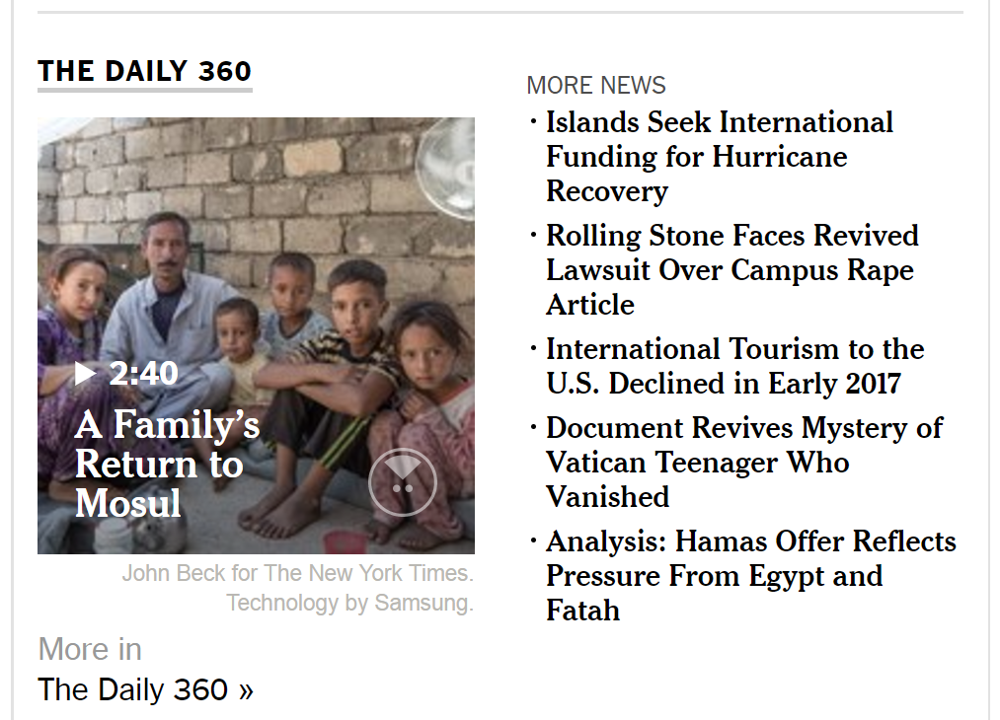 THE DAILY 360
2:40
A Family’s
Return to
Mosul
John Beck for The New York Times.
Technology by Samsung.
More in
The Daily 360 »
MORE NEWS
· Islands Seek International
Funding for Hurricane
Recovery
· Rolling Stone Faces Revived
Lawsuit Over Campus Rape
Article
· International Tourism to the
U.S. Declined in Early 2017
· Document Revives Mystery of
Vatican Teenager Who
Vanished
· Analysis: Hamas Offer Reflects
Pressure From Egypt and
Fatah